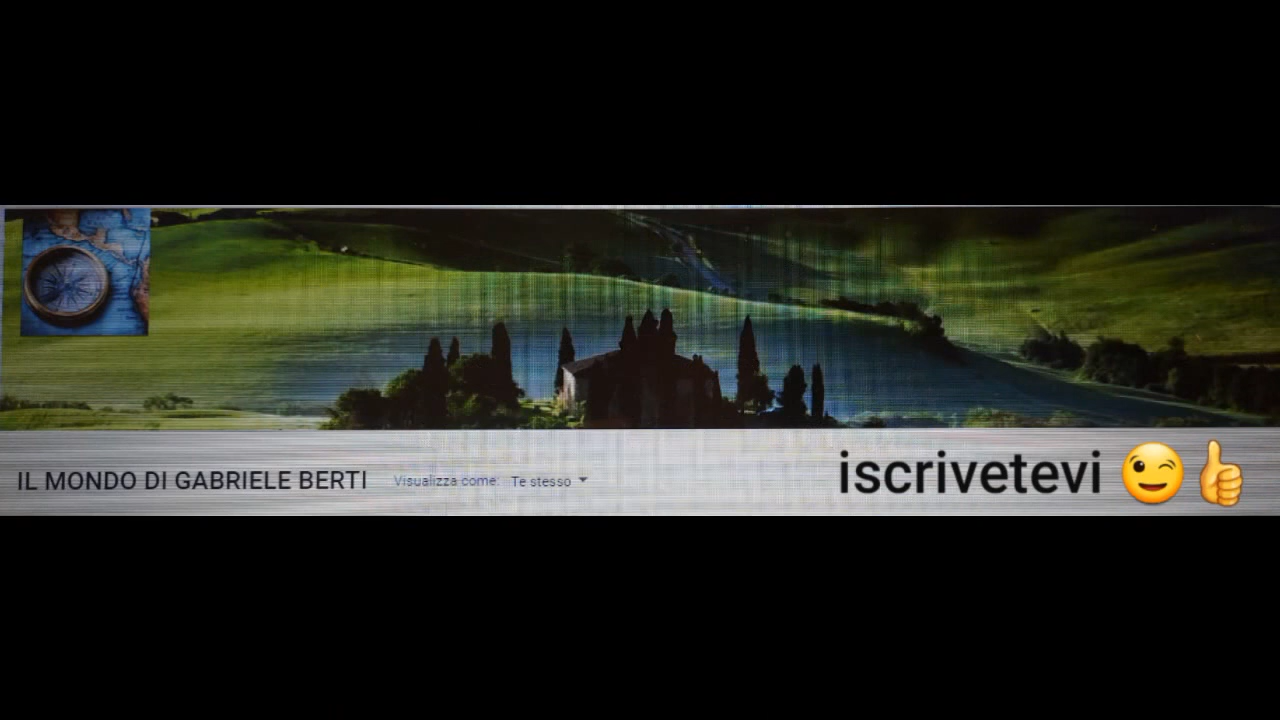 IL MONDO DI GABRIELE BERTI Visualizza come: Te stesso iscrivetevi 😉👍